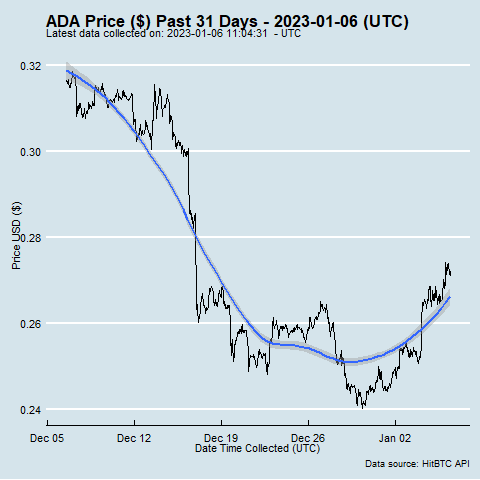 ADA Price ($) Past 31 Days - 2023-01-06 (UTC)
Latest data collected on: 2023-01-06 11:04:31 - UTC
0.32
0.30
0.28
0.26
0.24
Price USD ($)
Dec 05 Dec 12 Dec 19 Dec 26 Jan 02
Date Time Collected (UTC)
Data source: HitBTC API